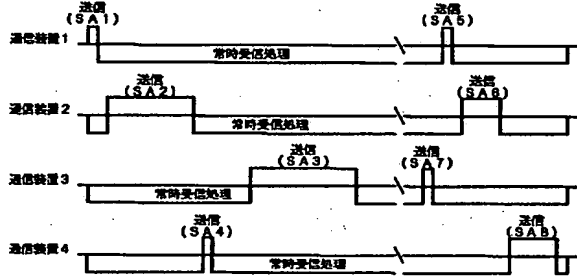 送信
(SA1)
送信
(SA5)
通信装置1
常時受信処理
送信
(SA2)
送信
(SA6)
通信装置2
常時受信処理
送信
(SA3)
送信
(SA7)
通信装置3
常時受信処理
送信
(SA4)
送信
(SA8)
通信装置4
常時受信処理